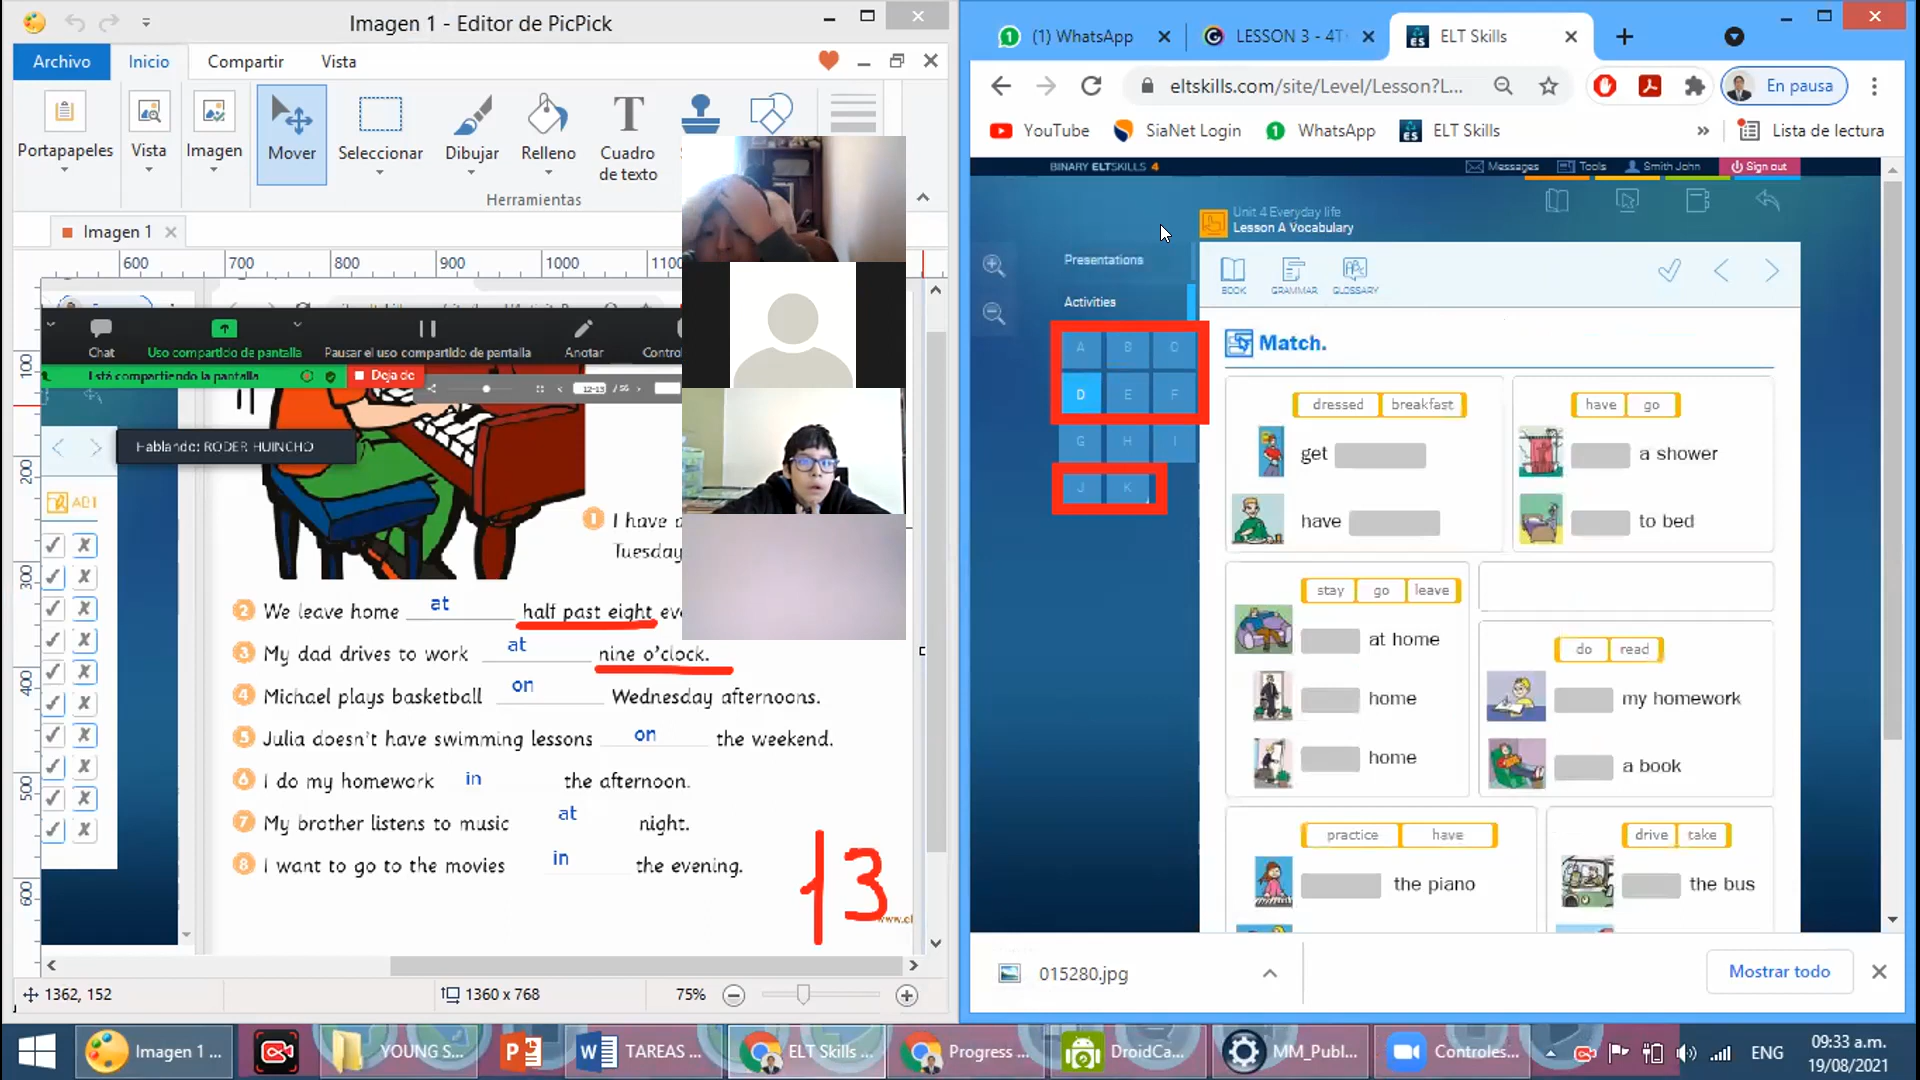 Imagen 1 - Editor de PicPick
Archivo Inicio Compartir Vista
Portapapeles Vista Imagen Mover Seleccionar Dibujar Relleno Cuadro de texto
Herramientas
Imagen 1
600 700 800 900 1000
Chat Uso compartido de pantalla Pausar el uso compartido de pantalla Anotar
Está compartiendo la pantalla Deja de
Hablando: RODER HUINCHO
1 I have
Tuesday
2 We leave home at half past eight
3 My dad drives to work at nine o'clock.
4 Michael plays basketball on Wednesday afternoons.
5 Julia doesn't have swimming lessons on the weekend.
6 I do my homework in the afternoon.
7 My brother listens to music at night.
8 I want to go to the movies in the evening.
13
100
200
300
400
500
600
1362, 152 1360 x 768 75%
(1) WhatsApp LESSON 3 - 4T ELT Skills
eltskills.com/site/Level/Lesson?L... En pausa
YouTube SiaNet Login WhatsApp ELT Skills » Lista de lectura
BINARY ELTSKILLS 4 Messages Tools Smith John Sign out
Unit 4 Everyday life
Lesson A Vocabulary
Presentations
Activities
A B C
D E F
G H I
J K
BOOK GRAMMAR GLOSSARY
Match.
dressed breakfast
get
have
have go
a shower
to bed
stay go leave
at home
home
home
do read
my homework
a book
practice have
the piano
drive take
the bus
015280.jpg Mostrar todo
Imagen 1 ... YOUNG S... TAREAS ... ELT Skills ... Progress ... DroidCa... MM_Publ... Controles... ENG
09:33 a.m.
19/08/2021